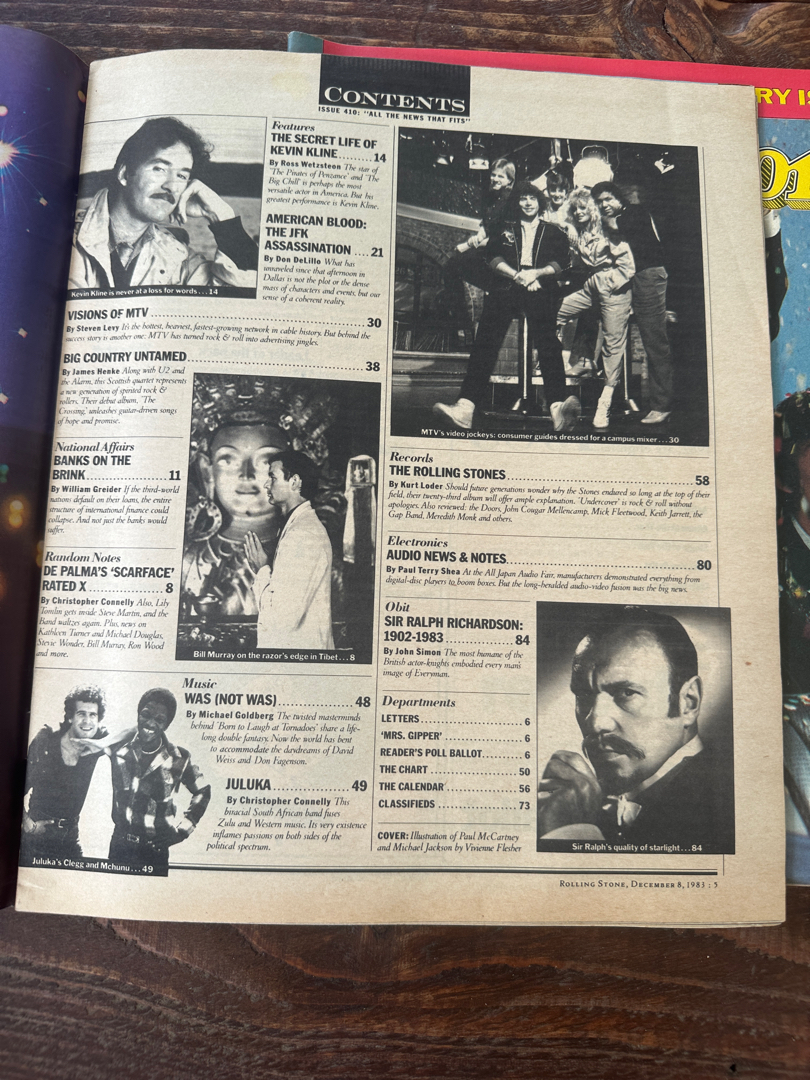 CONTENTS
ISSUE 410: "ALL THE NEWS THAT FITS"
Kevin Kline is never at a loss for words...14
Features
THE SECRET LIFE OF
KEVIN KLINE.........14
By Ross Wetzsteon The star of
'The Pirates of Penzance' and 'The
Big Chill' is perhaps the most
versatile actor in America. But his
greatest performance is Kevin Kline.
AMERICAN BLOOD:
THE JFK
ASSASSINATION ....21
By Don DeLillo What has
unraveled since that afternoon in
Dallas is not the plot or the dense
mass of characters and events, but our
sense of a coherent reality.
VISIONS OF MTV ........30
By Steven Levy It's the hottest, heaviest, fastest-growing network in cable history. But behind the
success story is another one: MTV has turned rock & roll into advertising jingles.
BIG COUNTRY UNTAMED........38
By James Henke Along with U2 and
the Alarm, this Scottish quartet represents
a new generation of spirited rock &
rollers. Their debut album, 'The
Crossing,' unleashes guitar-driven songs
of hope and promise.
National Affairs
BANKS ON THE
BRINK................11
By William Greider If the third-world
nations default on their loans, the entire
structure of international finance could
collapse. And not just the banks would
suffer.
Random Notes
DE PALMA'S 'SCARFACE'
RATED X ..............8
By Christopher Connelly Also, Lily
Tomlin gets inside Steve Martin, and the
Band waltzes again. Plus, news on
Kathleen Turner and Michael Douglas,
Stevie Wonder, Bill Murray, Ron Wood
and more.
Bill Murray on the razor's edge in Tibet...8
Music
WAS (NOT WAS)................48
By Michael Goldberg The twisted masterminds
behind 'Born to Laugh at Tornadoes' share a life-
long double fantasy. Now the world has bent
to accommodate the daydreams of David
Weiss and Don Fagenson.
JULUKA................49
By Christopher Connelly This
biracial South African band fuses
Zulu and Western music. Its very existence
inflames passions on both sides of the
political spectrum.
Juluka's Clegg and Mchunu...49
MTV's video jockeys: consumer guides dressed for a campus mixer...30
Records
THE ROLLING STONES................58
By Kurt Loder Should future generations wonder why the Stones endured so long at the top of their
field, their twenty-third album will offer ample explanation. 'Undercover' is rock & roll without
apologies. Also reviewed: the Doors, John Cougar Mellencamp, Mick Fleetwood, Keith Jarrett, the
Gap Band, Meredith Monk and others.
Electronics
AUDIO NEWS & NOTES................80
By Paul Terry Shea At the All Japan Audio Fair, manufacturers demonstrated everything from
digital-disc players to boom boxes. But the long-heralded audio-video fusion was the big news.
Obit
SIR RALPH RICHARDSON:
1902-1983 ..............84
By John Simon The most humane of the
British actor-knights embodied every man's
image of Everyman.
Departments
LETTERS................6
'MRS. GIPPER' ................6
READER'S POLL BALLOT........6
THE CHART ................50
THE CALENDAR ................56
CLASSIFIEDS ................73
COVER: Illustration of Paul McCartney
and Michael Jackson by Vivienne Flesher
Sir Ralph's quality of starlight...84
ROLLING STONE, DECEMBER 8, 1983 : 5
RY IS